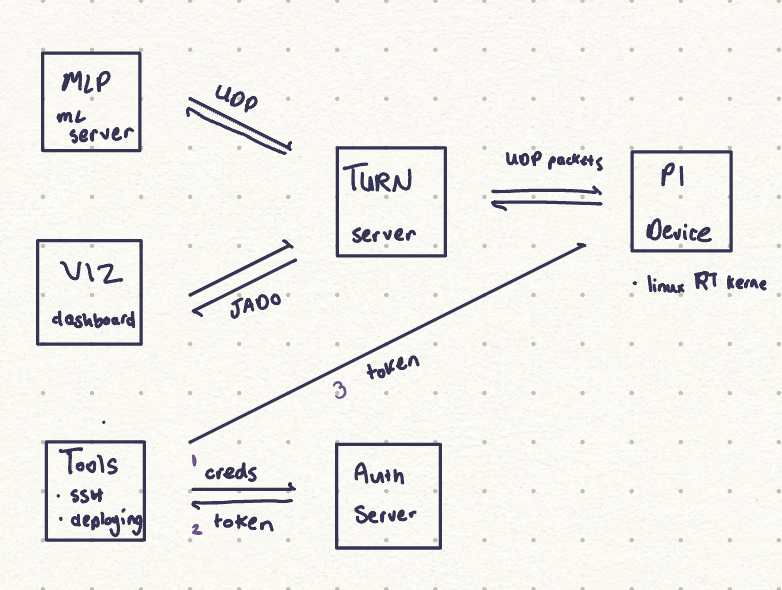 MLP
ML
server
UDP
TURN
server
UDP packets
PI
Device
• linux RT kerne
VIZ
dashboard
JADO
3 token
Tools
• SSH
• deploying
1
creds
2 token
Auth
Server